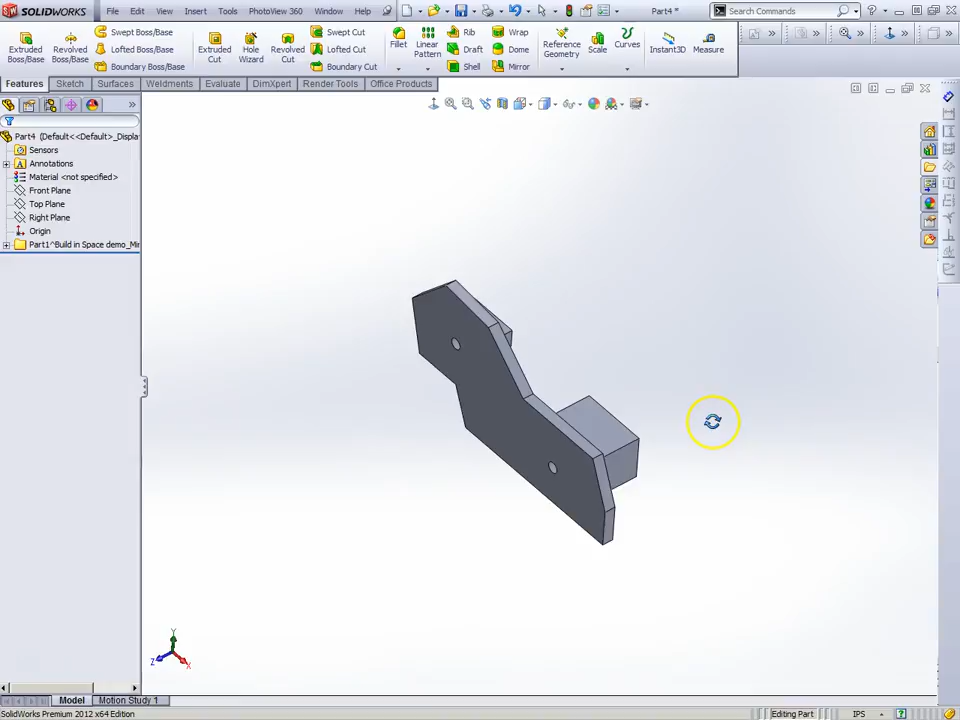 SOLIDWORKS File Edit View Insert Tools PhotoView 360 Window Help Part4 * Search Commands
Extruded Boss/Base
Revolved Boss/Base
Swept Boss/Base
Lofted Boss/Base
Boundary Boss/Base
Extruded Cut
Hole Wizard
Revolved Cut
Swept Cut
Lofted Cut
Boundary Cut
Fillet
Linear Pattern
Rib
Draft
Shell
Wrap
Dome
Mirror
Reference Geometry
Scale
Curves
Instant3D
Measure
Features Sketch Surfaces Weldments Evaluate DimXpert Render Tools Office Products
Part4 (Default<<Default>_Displa
Sensors
Annotations
Material <not specified>
Front Plane
Top Plane
Right Plane
Origin
Part1^Build in Space demo_Mi
Y
Z
X
Model Motion Study 1
SolidWorks Premium 2012 x64 Edition Editing Part IPS